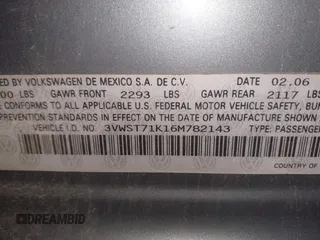 ED BY VOLKSWAGEN DE MEXICO S.A. DE C.V. DATE 02.06
00 LBS GAWR FRONT 2293 LBS GAWR REAR 2117 LBS
E CONFORMS TO ALL APPLICABLE U.S. FEDERAL MOTOR VEHICLE SAFETY, BUM
PREVENTION STANDARDS IN EFFECT ON THE DATE OF MANUFACTURE SHOWN
VEHICLE I.D. NO. 3VWST71K16M782143 TYPE: PASSENGER
COUNTRY OF
DREAMBID